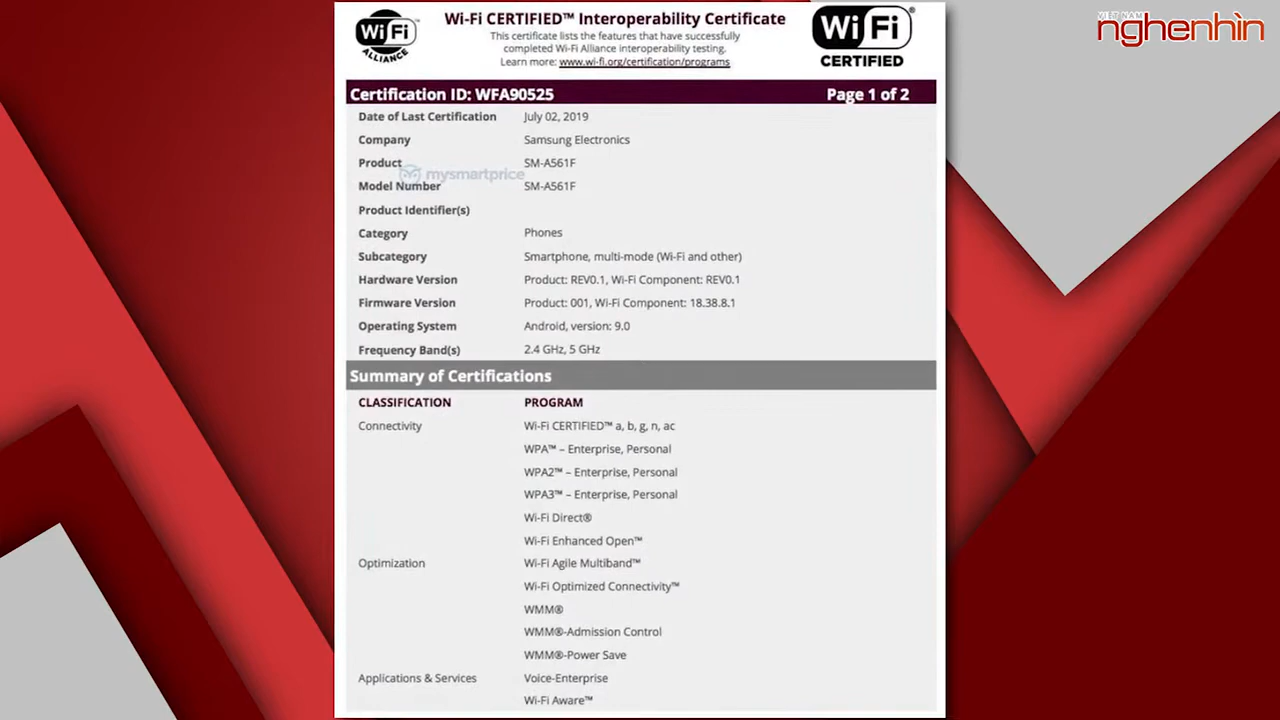 Wi Fi
ALLIANCE
Wi-Fi CERTIFIED™ Interoperability Certificate
This certificate lists the features that have successfully
completed Wi-Fi Alliance interoperability testing.
Learn more: www.wi-fi.org/certification/programs
Wi Fi
CERTIFIED
VIỆT NAM
nghenhìn
Certification ID: WFA90525 Page 1 of 2
Date of Last Certification July 02, 2019
Company Samsung Electronics
Product SM-A561F
mysmartprice
Model Number SM-A561F
Product Identifier(s)
Category Phones
Subcategory Smartphone, multi-mode (Wi-Fi and other)
Hardware Version Product: REV0.1, Wi-Fi Component: REV0.1
Firmware Version Product: 001, Wi-Fi Component: 18.38.8.1
Operating System Android, version: 9.0
Frequency Band(s) 2.4 GHz, 5 GHz
Summary of Certifications
CLASSIFICATION PROGRAM
Connectivity Wi-Fi CERTIFIED™ a, b, g, n, ac
WPA™ – Enterprise, Personal
WPA2™ – Enterprise, Personal
WPA3™ – Enterprise, Personal
Wi-Fi Direct®
Wi-Fi Enhanced Open™
Optimization Wi-Fi Agile Multiband™
Wi-Fi Optimized Connectivity™
WMM®
WMM®-Admission Control
WMM®-Power Save
Applications & Services Voice-Enterprise
Wi-Fi Aware™